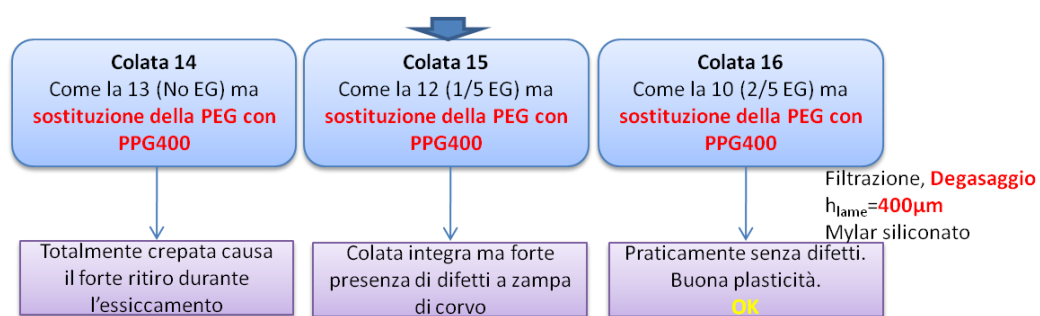 Colata 14
Come la 13 (No EG) ma
sostituzione della PEG con
PPG400
Colata 15
Come la 12 (1/5 EG) ma
sostituzione della PEG con
PPG400
Colata 16
Come la 10 (2/5 EG) ma
sostituzione della PEG con
PPG400
Filtrazione, Degasaggio
hlame=400μm
Mylar siliconato
Totalmente crepata causa
il forte ritiro durante
l'essiccamento
Colata integra ma forte
presenza di difetti a zampa
di corvo
Praticamente senza difetti.
Buona plasticità.
OK